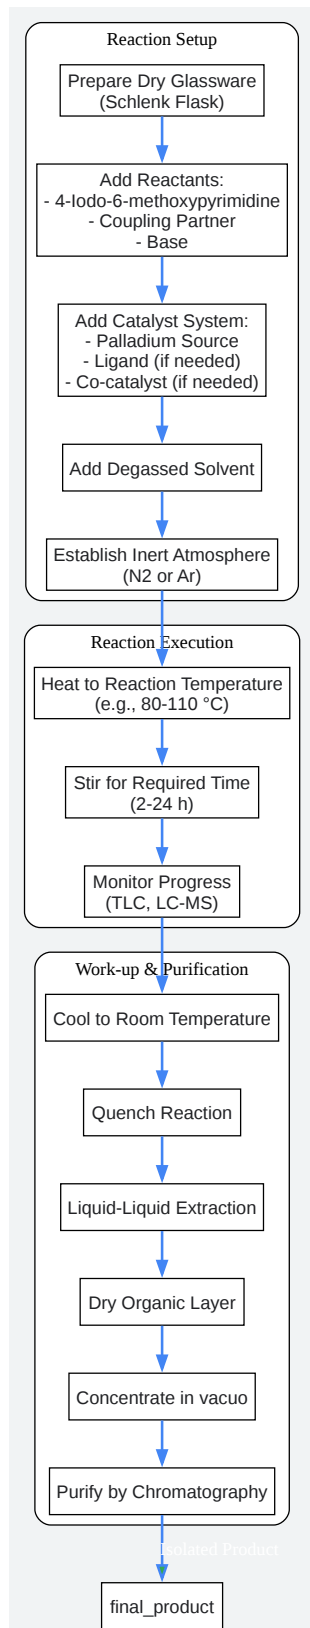 Reaction Setup
Prepare Dry Glassware
(Schlenk Flask)
Add Reactants:
- 4-Iodo-6-methoxypyrimidine
- Coupling Partner
- Base
Add Catalyst System:
- Palladium Source
- Ligand (if needed)
- Co-catalyst (if needed)
Add Degassed Solvent
Establish Inert Atmosphere
(N2 or Ar)
Reaction Execution
Heat to Reaction Temperature
(e.g., 80-110 °C)
Stir for Required Time
(2-24 h)
Monitor Progress
(TLC, LC-MS)
Work-up & Purification
Cool to Room Temperature
Quench Reaction
Liquid-Liquid Extraction
Dry Organic Layer
Concentrate in vacuo
Purify by Chromatography
Isolated Product
final_product